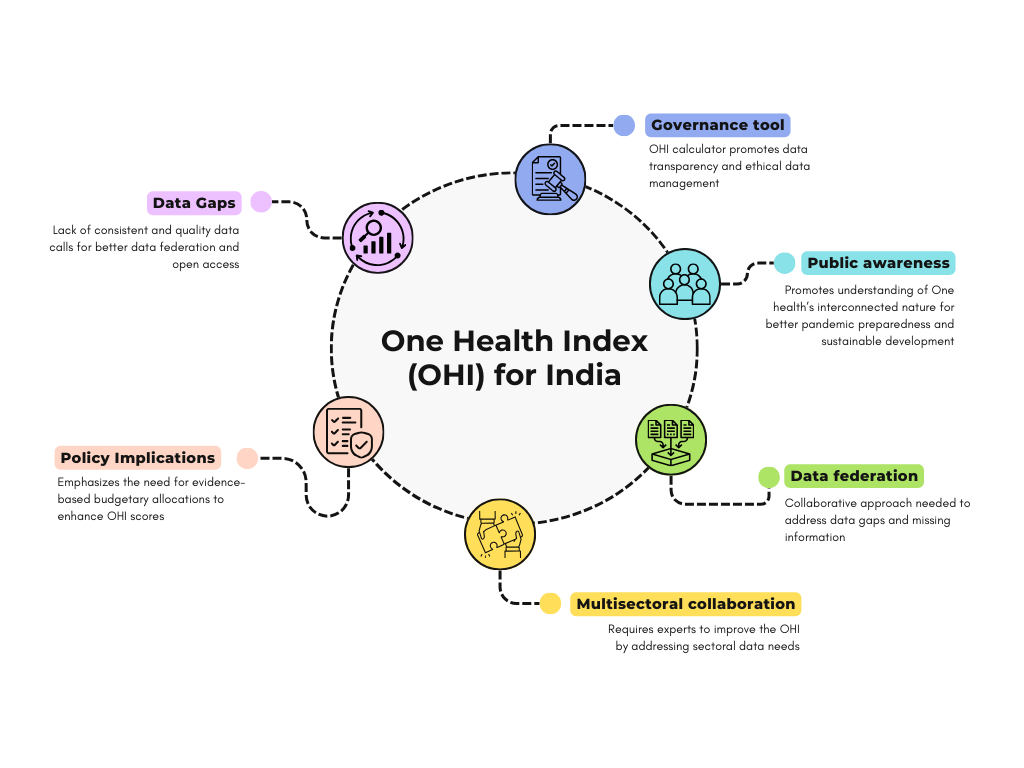 Governance tool
OHI calculator promotes data
transparency and ethical data
management
Data Gaps
Lack of consistent and quality data
calls for better data federation and
open access
Public awareness
Promotes understanding of One
health's interconnected nature for
better pandemic preparedness and
sustainable development
One Health Index
(OHI) for India
Policy Implications
Emphasizes the need for evidence-
based budgetary allocations to
enhance OHI scores
Data federation
Collaborative approach needed to
address data gaps and missing
information
Multisectoral collaboration
Requires experts to improve the OHI
by addressing sectoral data needs